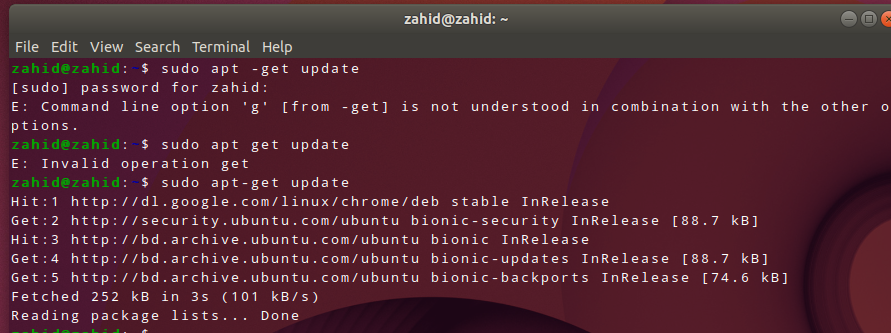 zahid@zahid: ~
File Edit View Search Terminal Help
zahid@zahid:~$ sudo apt -get update
[sudo] password for zahid:
E: Command line option 'g' [from -get] is not understood in combination with the other o
ptions.
zahid@zahid:~$ sudo apt get update
E: Invalid operation get
zahid@zahid:~$ sudo apt-get update
Hit:1 http://dl.google.com/linux/chrome/deb stable InRelease
Get:2 http://security.ubuntu.com/ubuntu bionic-security InRelease [88.7 kB]
Hit:3 http://bd.archive.ubuntu.com/ubuntu bionic InRelease
Get:4 http://bd.archive.ubuntu.com/ubuntu bionic-updates InRelease [88.7 kB]
Get:5 http://bd.archive.ubuntu.com/ubuntu bionic-backports InRelease [74.6 kB]
Fetched 252 kB in 3s (101 kB/s)
Reading package lists... Done